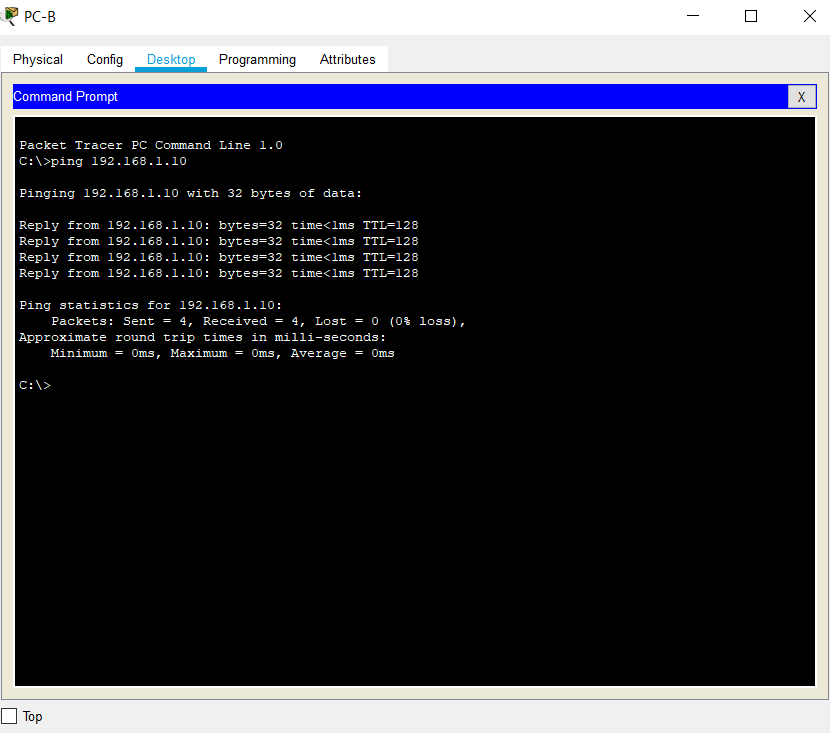 PC-B
Physical Config Desktop Programming Attributes
Command Prompt X
Packet Tracer PC Command Line 1.0
C:\>ping 192.168.1.10
Pinging 192.168.1.10 with 32 bytes of data:
Reply from 192.168.1.10: bytes=32 time<1ms TTL=128
Reply from 192.168.1.10: bytes=32 time<1ms TTL=128
Reply from 192.168.1.10: bytes=32 time<1ms TTL=128
Reply from 192.168.1.10: bytes=32 time<1ms TTL=128
Ping statistics for 192.168.1.10:
    Packets: Sent = 4, Received = 4, Lost = 0 (0% loss),
Approximate round trip times in milli-seconds:
    Minimum = 0ms, Maximum = 0ms, Average = 0ms
C:\>
Top